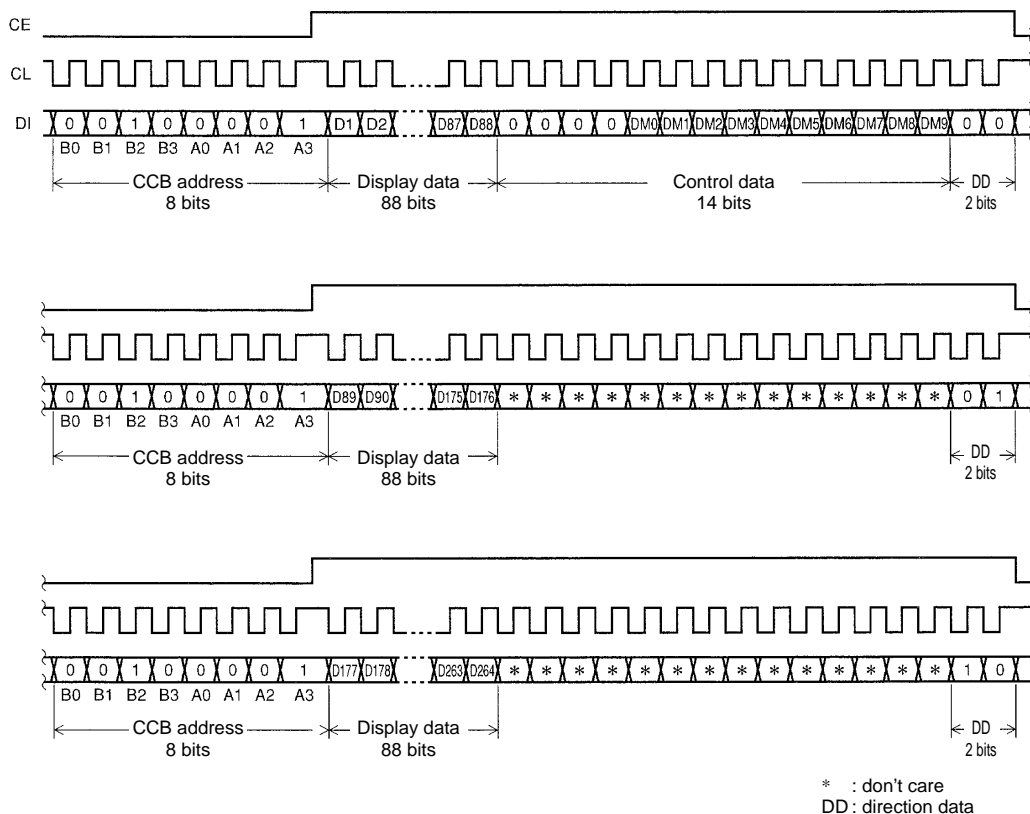 CE
CL
DI 0 0 1 0 0 0 0 1 D1 D2 D87 D88 0 0 0 0 DM0 DM1 DM2 DM3 DM4 DM5 DM6 DM7 DM8 DM9 0 0
B0 B1 B2 B3 A0 A1 A2 A3
CCB address Display data Control data DD
8 bits 88 bits 14 bits 2 bits
0 0 1 0 0 0 0 1 D89 D90 D175 D176 * * * * * * * * * * * * * * 0 1
B0 B1 B2 B3 A0 A1 A2 A3
CCB address Display data DD
8 bits 88 bits 2 bits
0 0 1 0 0 0 0 1 D177 D178 D263 D264 * * * * * * * * * * * * * * 1 0
B0 B1 B2 B3 A0 A1 A2 A3
CCB address Display data DD
8 bits 88 bits 2 bits
* : don't care
DD : direction data